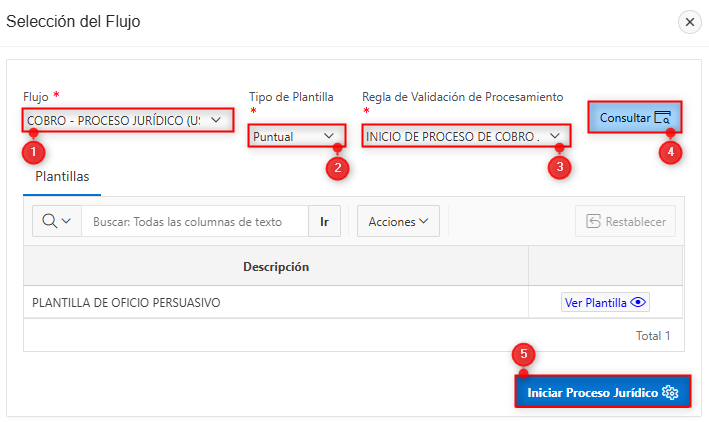 Selección del Flujo
Flujo *
Tipo de Plantilla *
Regla de Validación de Procesamiento *
COBRO - PROCESO JURÍDICO (US
Puntual
INICIO DE PROCESO DE COBRO .
Consultar
1
2
3
4
Plantillas
Buscar: Todas las columnas de texto
Ir
Acciones
Restablecer
Descripción
PLANTILLA DE OFICIO PERSUASIVO
Ver Plantilla
Total 1
5
Iniciar Proceso Jurídico